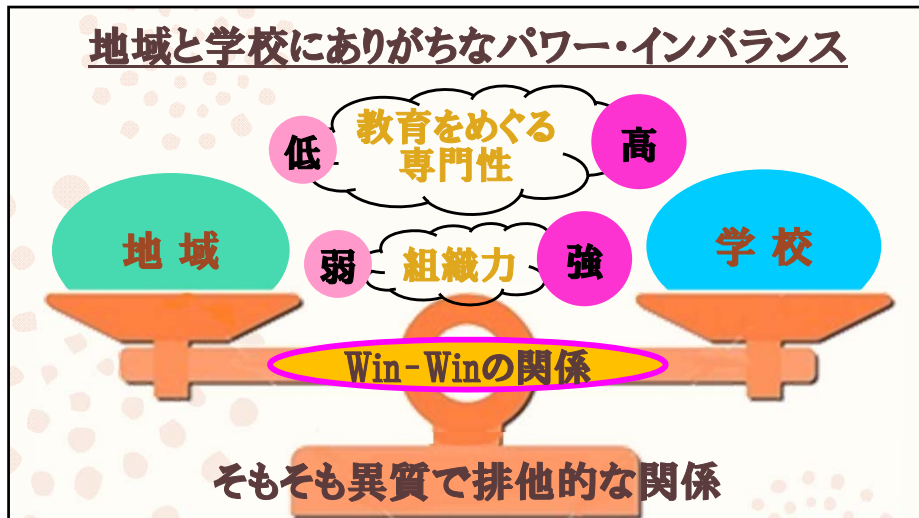 地域と学校にありがちなパワー・インバランス
教育をめぐる
専門性
低
高
地 域
学 校
弱
組織力
強
Win-Winの関係
そもそも異質で排他的な関係